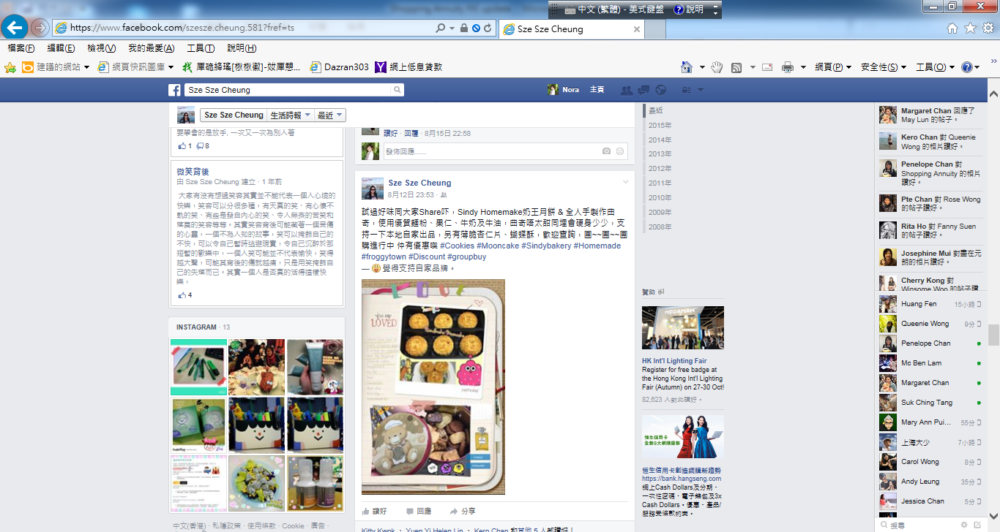 中文 (繁體) - 美式鍵盤 說明
https://www.facebook.com/szesze.cheung.581?fref=ts
Sze Sze Cheung
檔案(F) 編輯(E) 檢視(V) 我的最愛(A) 工具(T) 說明(H)
建議的網站 網頁快訊圖庫 Dazran303 網上低息貸款
網頁(P) 安全性(S) 工具(O)
Sze Sze Cheung
Nora 主頁
Sze Sze Cheung 生活時報 最近
要學會的是放手, 一次又一次為別人著
1 8
微笑背後
由 Sze Sze Cheung 建立 · 1 年前
大家有沒有想過笑容其實並不能代表一個人心境的
快樂，笑容可以分很多種，有天真的笑、有心懷不
軌的笑、有些是發自內心的笑、令人無奈的苦笑和
落寞的笑容等等。其實笑容背後可能藏著一個受傷
的心靈，一個不為人知的故事，笑可以掩飾自己的
不快，可以令自己暫時逃避現實，令自己沉醉於那
短暫的歡樂中，一個人笑可能並不代表愉快，笑得
越大聲，可能其背後的傷就越痛，只是用笑掩飾自
己的失落而已。其實一個人是否真的活得這樣快
樂，
4
INSTAGRAM · 13
中文(香港) · 私隱政策 · 使用條款 · Cookie · 廣告 ·
讚好 · 回覆 · 8月15日 22:58
發佈回應......
Sze Sze Cheung
8月12日 23:53 ·
試過好味同大家Share吓，Sindy Homemake奶王月餅 & 全人手製作曲
奇，使用優質麵粉、果仁、牛奶及牛油，曲奇唔太甜同埋會硬身少少，支
持一下本地自家出品，另有薄脆杏仁片、蝴蝶酥，歡迎查詢，團~~團~~團
購進行中 仲有優惠㗎 #Cookies #Mooncake #Sindybakery #Homemade
#froggytown #Discount #groupbuy
— 覺得支持自家品牌。
YOU ARE
LOVED
讚好 回應 分享
Kitty Kwok 、 Yuen Yi Helen Lin 、 Kero Chan 和其他 5 人都讚好！
最近
2015年
2014年
2013年
2012年
2011年
2010年
2009年
2008年
贊助
MEGAMAN
HK Int'l Lighting Fair
Register for free badge at
the Hong Kong Int'l Lighting
Fair (Autumn) on 27-30 Oct!
82,623 人對此讚好。
恒生信用卡
全新5大網購優勢
恒生信用卡創造網購新趨勢
https://bank.hangseng.com
網上Cash Dollars及分期、
一次性密碼、電子錢包及3x
Cash Dollars。優惠、產品/
服務受條款約束。
Margaret Chan 回應了
May Lun 的帖子。
Kero Chan 對 Queenie
Wong 的相片讚好。
Penelope Chan 對
Shopping Annuity 的相片
讚好。
Pte Chan 對 Rose Wong
的帖子讚好。
Rita Ho 對 Fanny Suen
的帖子讚好。
Josephine Mui 對盡在元
朗的相片讚好。
Cherry Kong 對
Winsome Woo 的帖子讚
Huang Fen 15小時
Queenie Wong 9分
Penelope Chan
Mc Ben Lam
Margaret Chan
Suk Ching Tang
Mary Ann Pui... 55分
上海大少 7小時
Carol Wong 8分
Andy Leung 35分
Jessica Chan 5分
搜尋